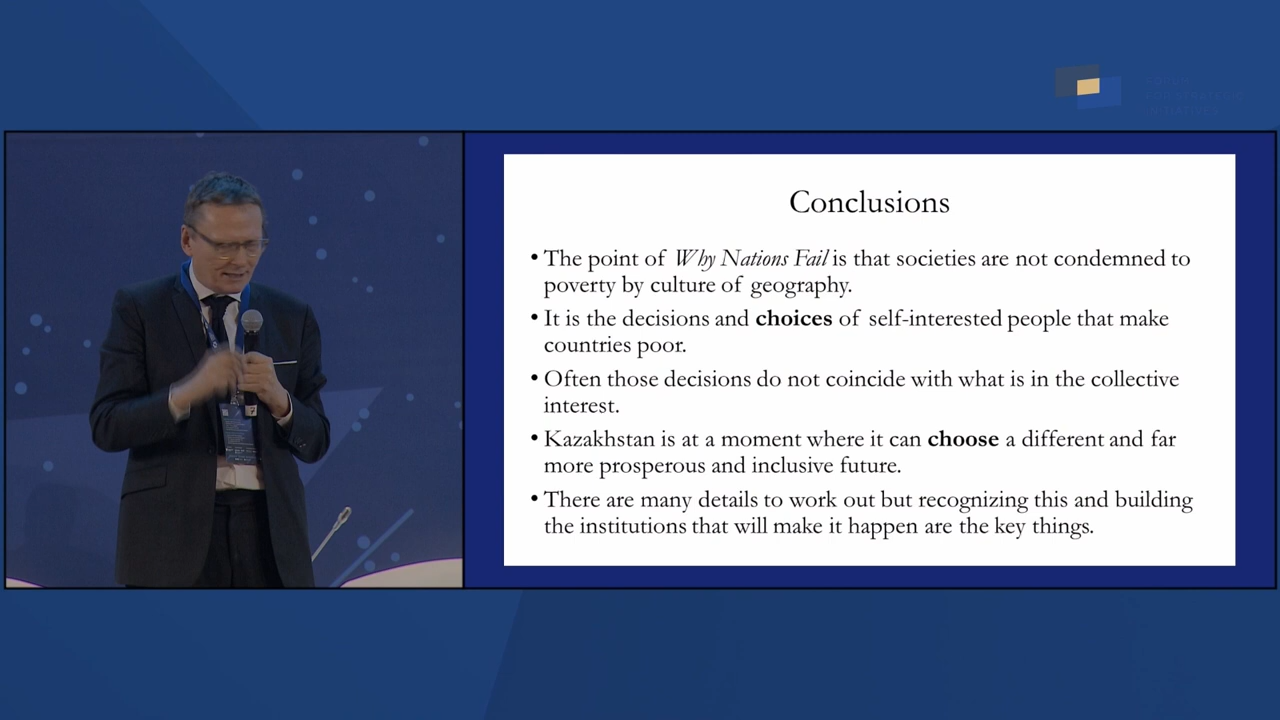 Conclusions
• The point of Why Nations Fail is that societies are not condemned to
poverty by culture of geography.
• It is the decisions and choices of self-interested people that make
countries poor.
• Often those decisions do not coincide with what is in the collective
interest.
• Kazakhstan is at a moment where it can choose a different and far
more prosperous and inclusive future.
• There are many details to work out but recognizing this and building
the institutions that will make it happen are the key things.